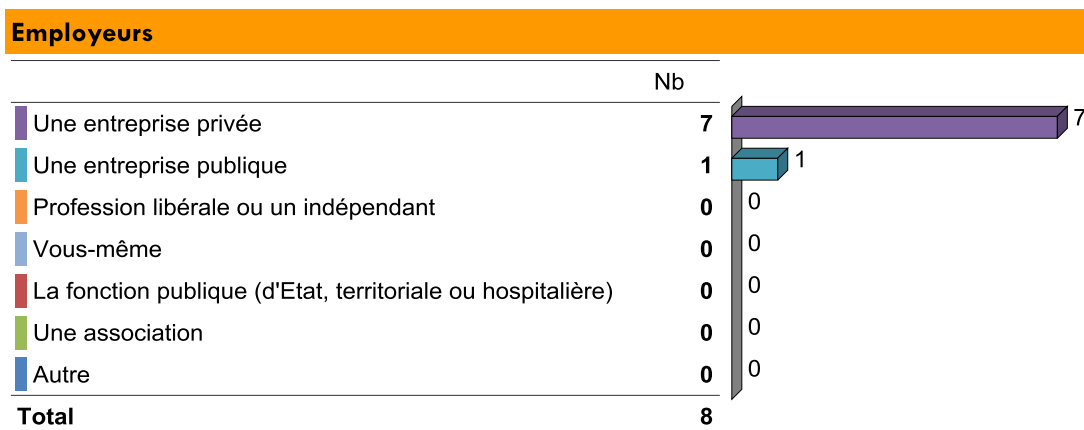 Employeurs
Nb
Une entreprise privée 7 7
Une entreprise publique 1 1
Profession libérale ou un indépendant 0 0
Vous-même 0 0
La fonction publique (d'Etat, territoriale ou hospitalière) 0 0
Une association 0 0
Autre 0 0
Total 8